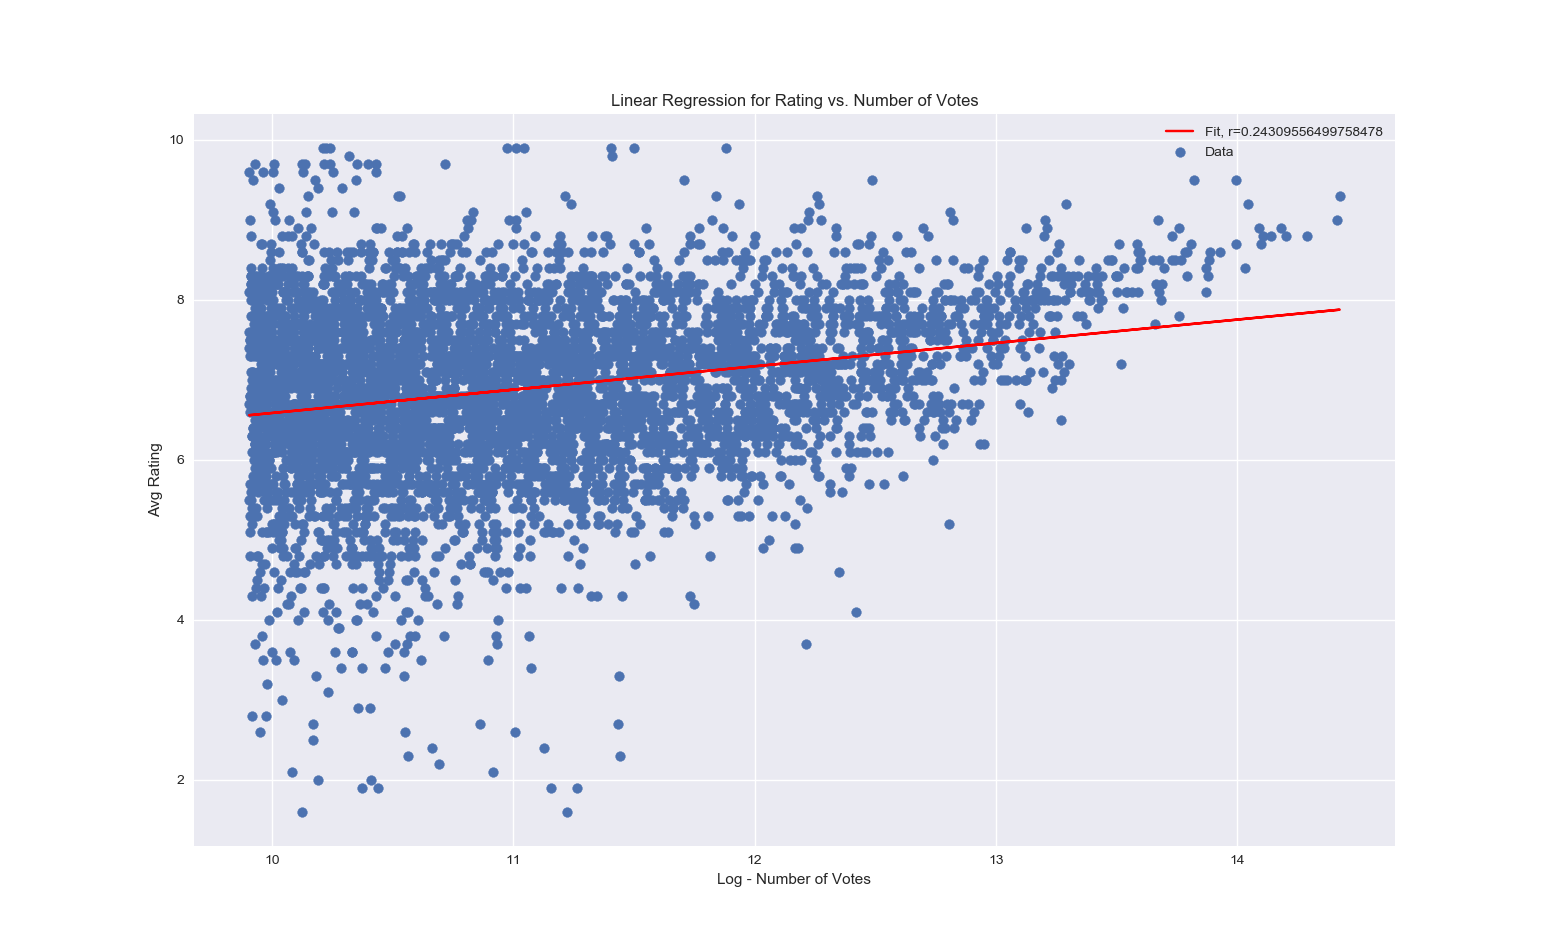 Linear Regression for Rating vs. Number of Votes
Fit, r=0.24309556499758478
Data
10
8
6
4
2
Avg Rating
10 11 12 13 14
Log - Number of Votes